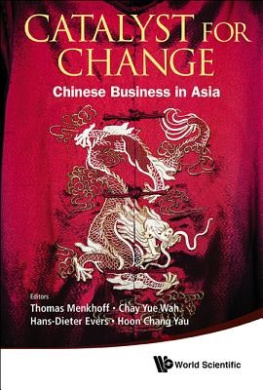 CATALYST FOR
CHANGE
Chinese Business in Asia
Editors
Thomas Menkhoff • Chay Yue Wah
Hans-Dieter Evers • Hoon Chang Yau
World Scientific